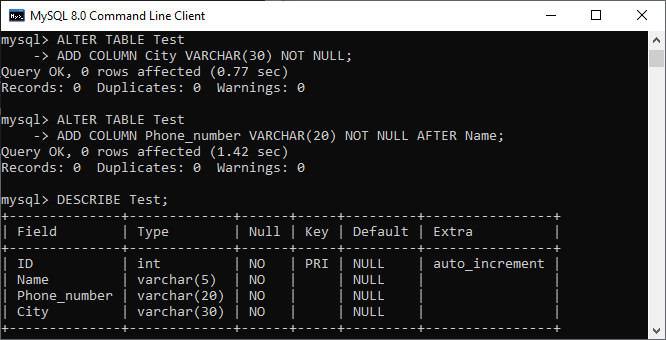 MySQL 8.0 Command Line Client
mysql> ALTER TABLE Test
    -> ADD COLUMN City VARCHAR(30) NOT NULL;
Query OK, 0 rows affected (0.77 sec)
Records: 0  Duplicates: 0  Warnings: 0

mysql> ALTER TABLE Test
    -> ADD COLUMN Phone_number VARCHAR(20) NOT NULL AFTER Name;
Query OK, 0 rows affected (1.42 sec)
Records: 0  Duplicates: 0  Warnings: 0

mysql> DESCRIBE Test;
+--------------+-------------+------+-----+---------+----------------+
| Field        | Type        | Null | Key | Default | Extra          |
+--------------+-------------+------+-----+---------+----------------+
| ID           | int         | NO   | PRI | NULL    | auto_increment |
| Name         | varchar(5)  | NO   |     | NULL    |                |
| Phone_number | varchar(20) | NO   |     | NULL    |                |
| City         | varchar(30) | NO   |     | NULL    |                |
+--------------+-------------+------+-----+---------+----------------+